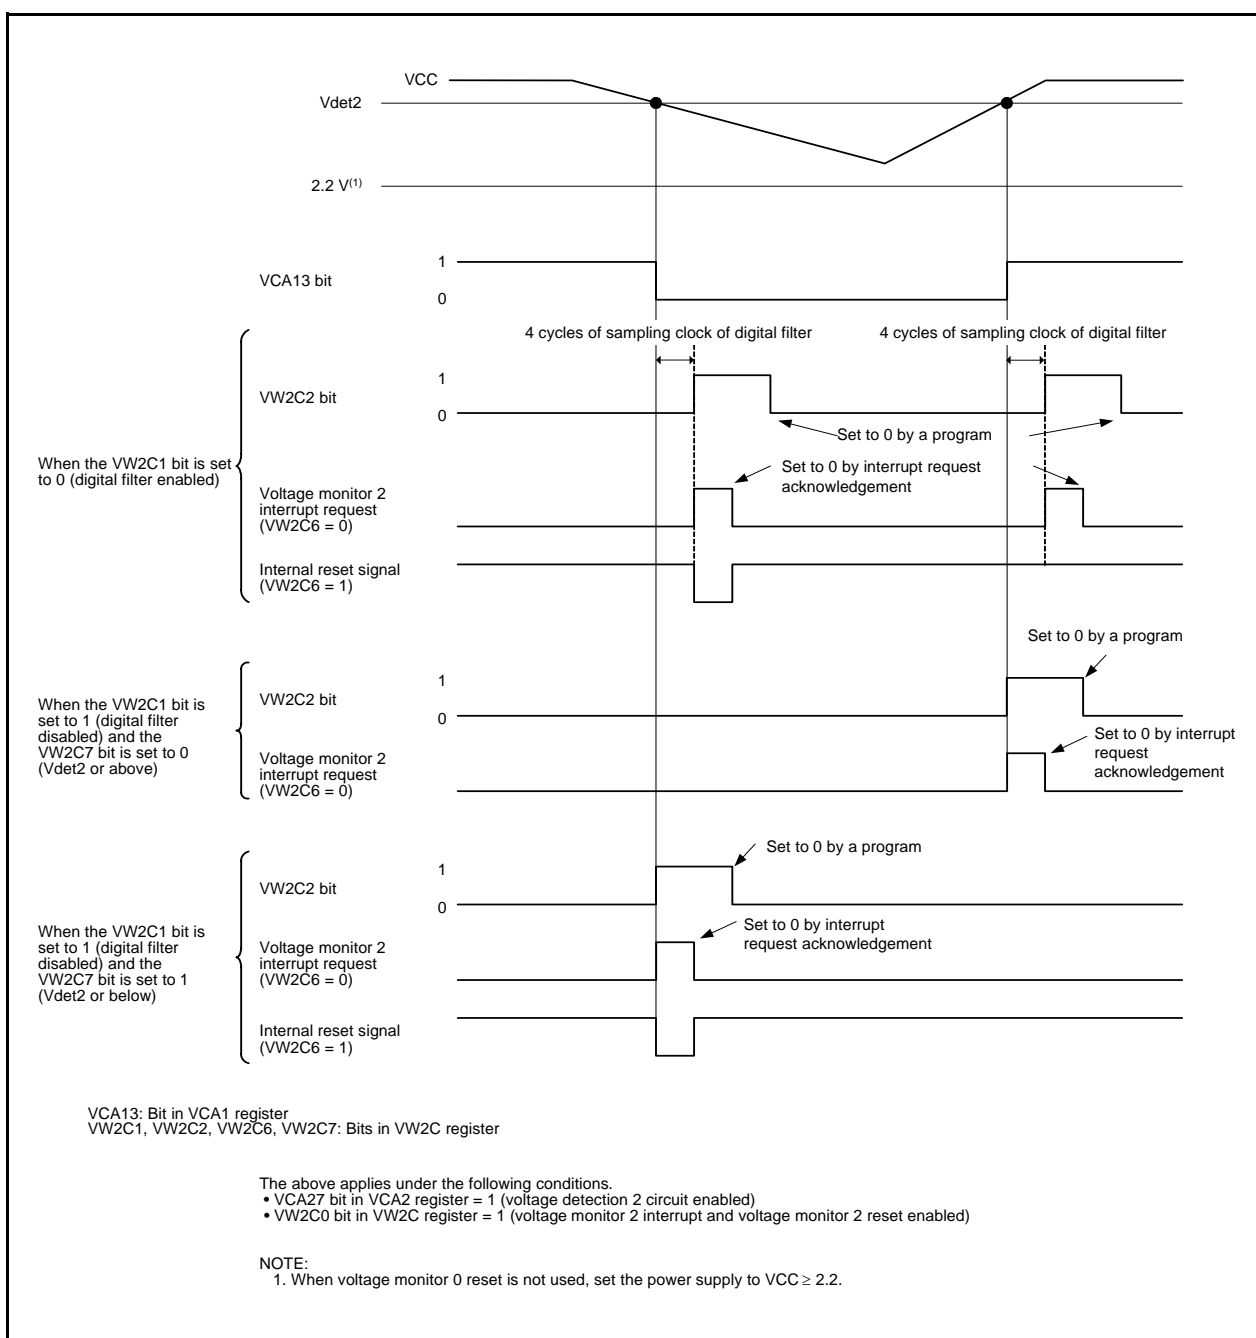 VCC
Vdet2
2.2 V(1)
VCA13 bit
1
0
4 cycles of sampling clock of digital filter
4 cycles of sampling clock of digital filter
When the VW2C1 bit is set
to 0 (digital filter enabled)
VW2C2 bit
1
0
Set to 0 by a program
Set to 0 by interrupt request
acknowledgement
Voltage monitor 2
interrupt request
(VW2C6 = 0)
Internal reset signal
(VW2C6 = 1)
When the VW2C1 bit is
set to 1 (digital filter
disabled) and the
VW2C7 bit is set to 0
(Vdet2 or above)
VW2C2 bit
1
0
Set to 0 by a program
Voltage monitor 2
interrupt request
(VW2C6 = 0)
Set to 0 by interrupt
request
acknowledgement
When the VW2C1 bit is
set to 1 (digital filter
disabled) and the
VW2C7 bit is set to 1
(Vdet2 or below)
VW2C2 bit
1
0
Set to 0 by a program
Voltage monitor 2
interrupt request
(VW2C6 = 0)
Set to 0 by interrupt
request acknowledgement
Internal reset signal
(VW2C6 = 1)
VCA13: Bit in VCA1 register
VW2C1, VW2C2, VW2C6, VW2C7: Bits in VW2C register
The above applies under the following conditions.
• VCA27 bit in VCA2 register = 1 (voltage detection 2 circuit enabled)
• VW2C0 bit in VW2C register = 1 (voltage monitor 2 interrupt and voltage monitor 2 reset enabled)
NOTE:
1. When voltage monitor 0 reset is not used, set the power supply to VCC ≥ 2.2.